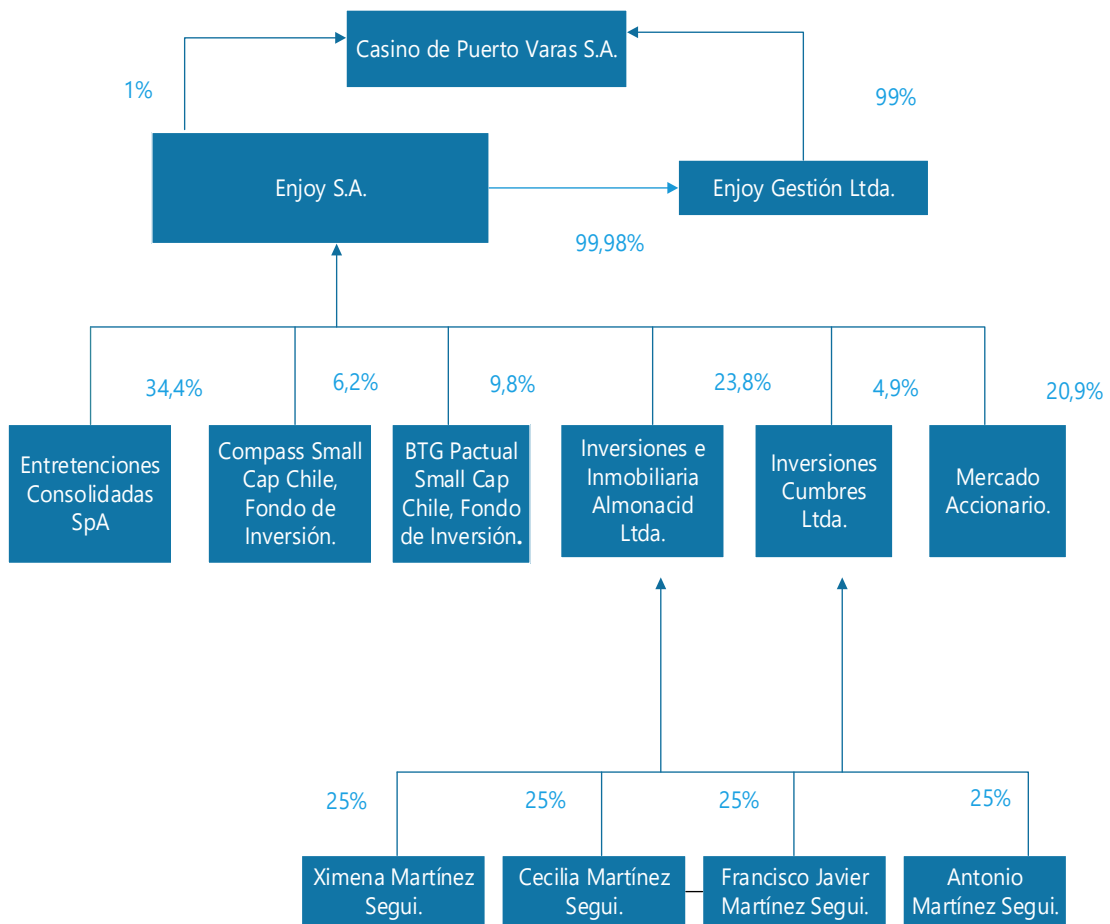 Casino de Puerto Varas S.A.
1%
99%
Enjoy S.A.
Enjoy Gestión Ltda.
99,98%
34,4%
6,2%
9,8%
23,8%
4,9%
20,9%
Entretenciones
Consolidadas
SpA
Compass Small
Cap Chile,
Fondo de
Inversión.
BTG Pactual
Small Cap
Chile, Fondo
de Inversión.
Inversiones e
Inmobiliaria
Almonacid
Ltda.
Inversiones
Cumbres
Ltda.
Mercado
Accionario.
25%
25%
25%
25%
Ximena Martínez
Segui.
Cecilia Martínez
Segui.
Francisco Javier
Martínez Segui.
Antonio
Martínez Segui.